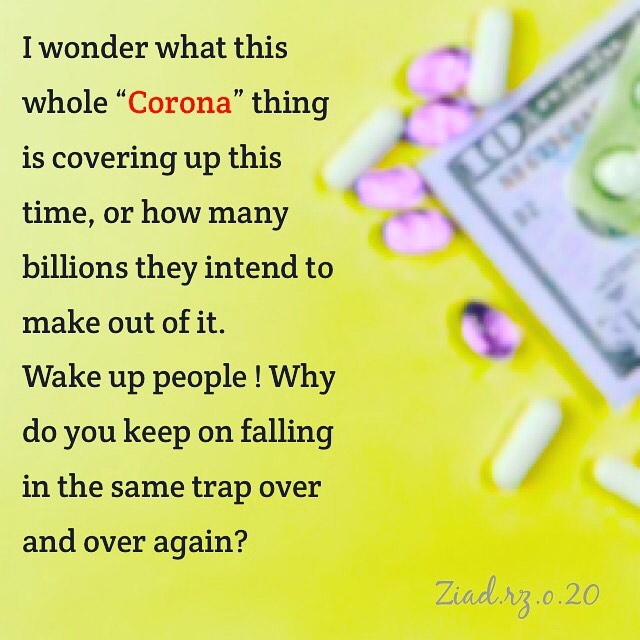 I wonder what this
whole “Corona” thing
is covering up this
time, or how many
billions they intend to
make out of it.
Wake up people ! Why
do you keep on falling
in the same trap over
and over again?
Ziad.rz.o.20